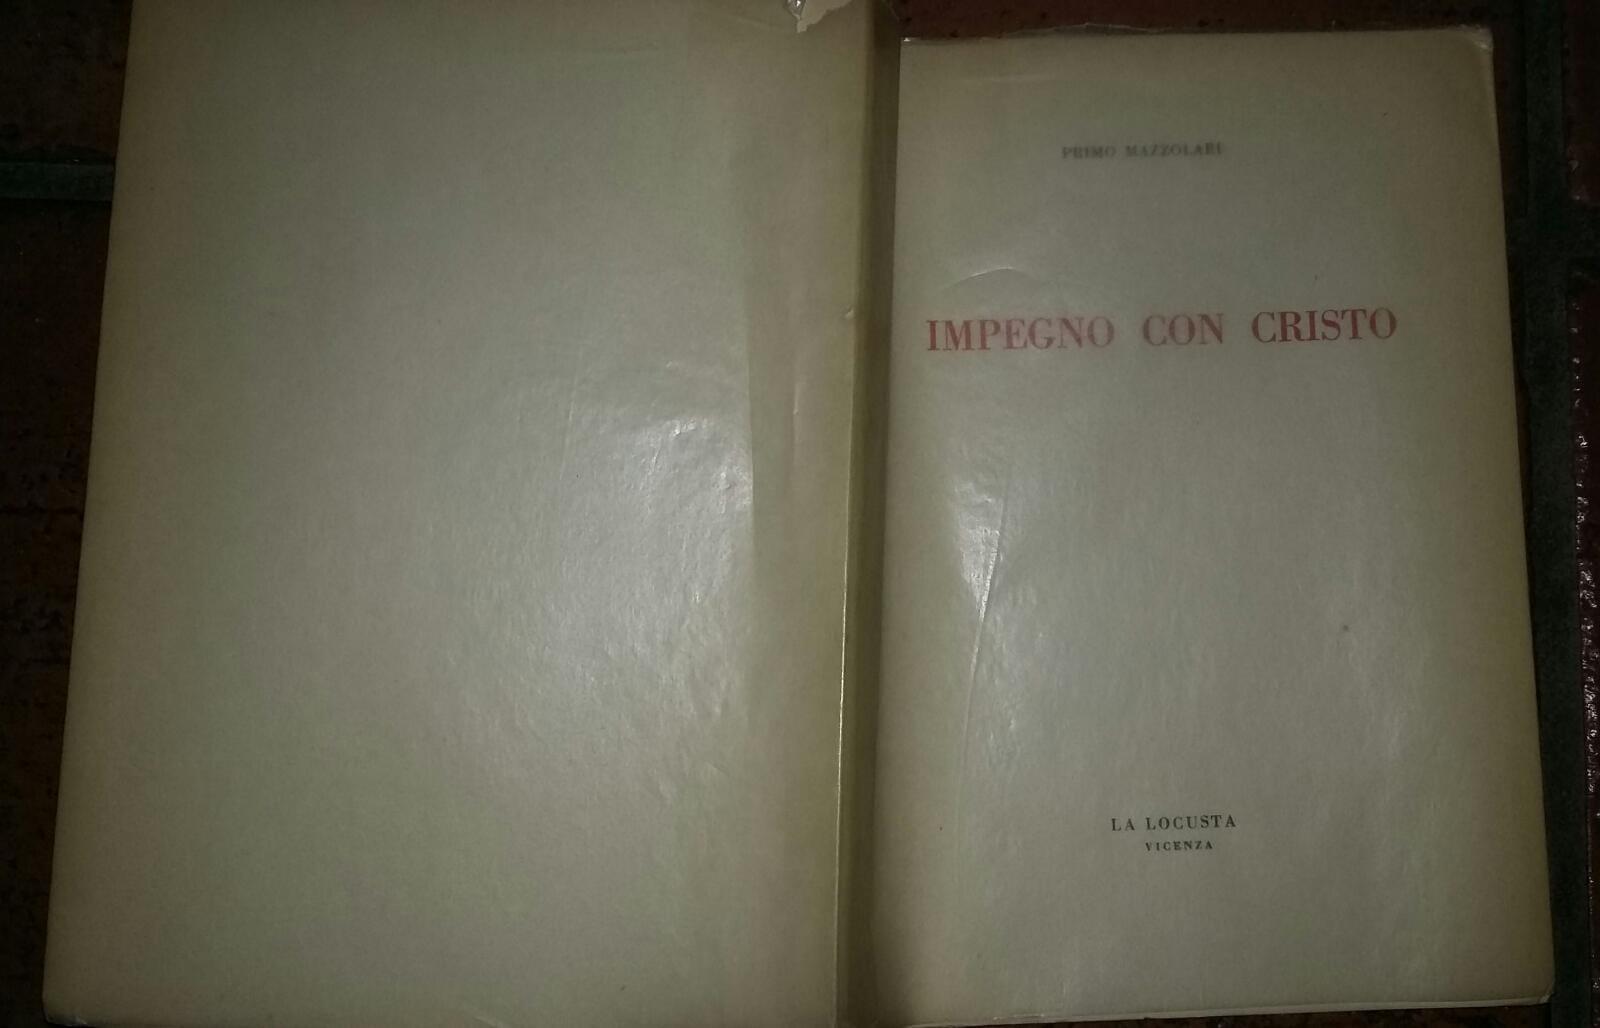 PRIMO MAZZOLARI
IMPEGNO CON CRISTO
LA LOCUSTA
VICENZA